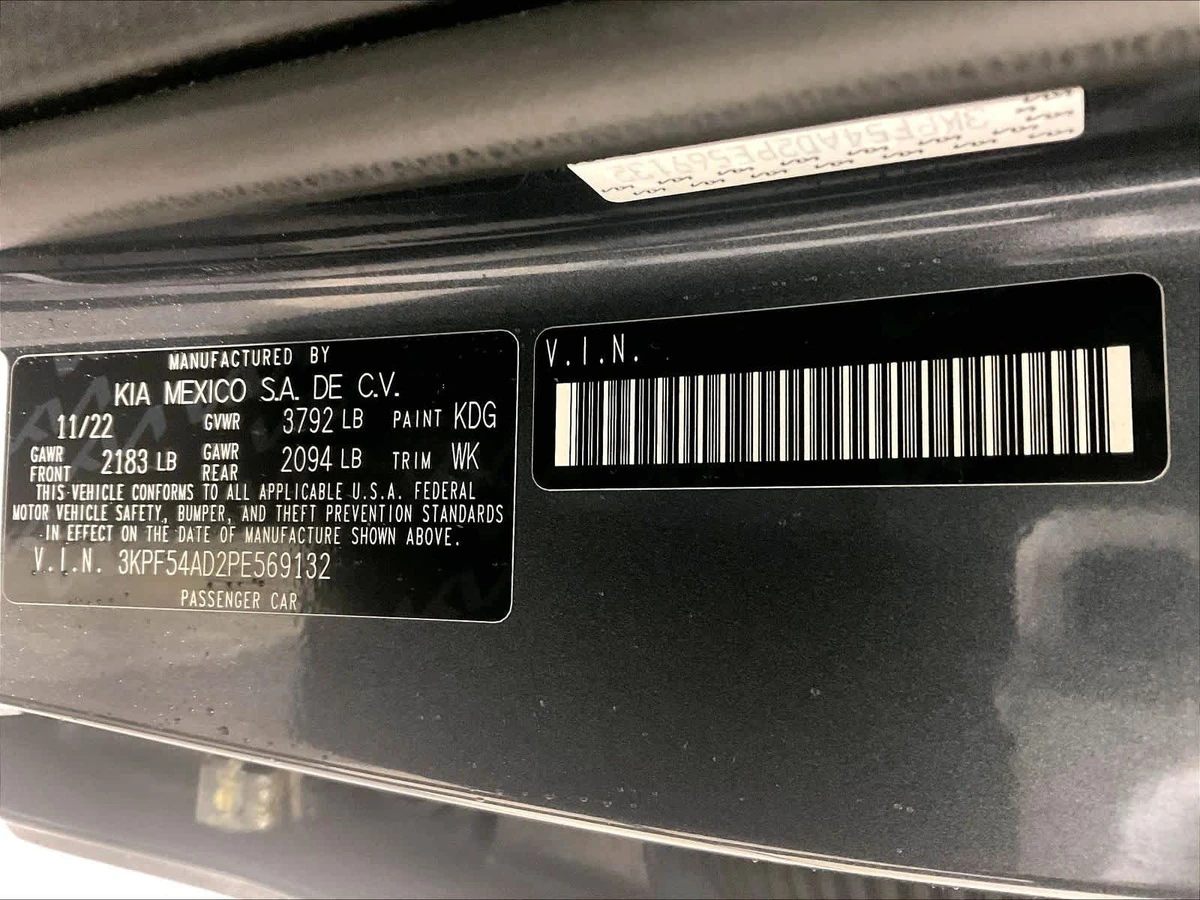 3KPF54AD2PE569132
MANUFACTURED BY
KIA MEXICO S.A. DE C.V.
11/22 GVWR 3792 LB PAINT KDG
GAWR FRONT 2183 LB GAWR REAR 2094 LB TRIM WK
THIS VEHICLE CONFORMS TO ALL APPLICABLE U.S.A. FEDERAL
MOTOR VEHICLE SAFETY, BUMPER, AND THEFT PREVENTION STANDARDS
IN EFFECT ON THE DATE OF MANUFACTURE SHOWN ABOVE.
V.I.N. 3KPF54AD2PE569132
PASSENGER CAR
V.I.N.